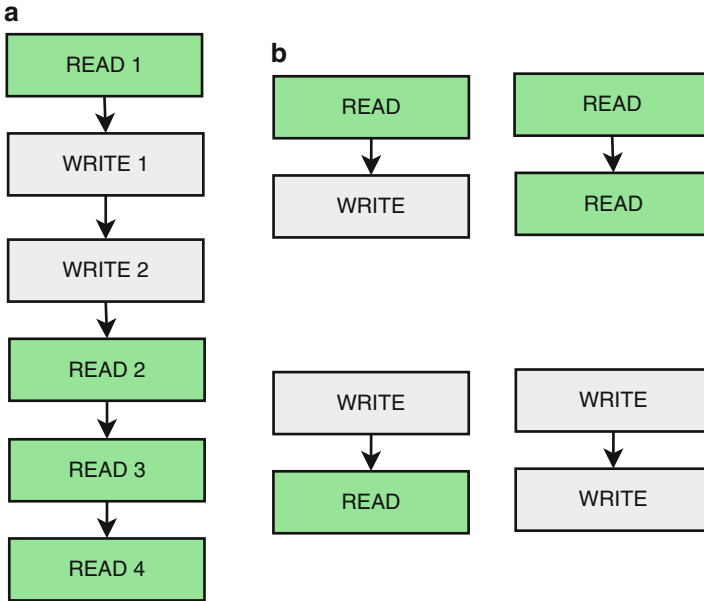 a
READ 1
WRITE 1
WRITE 2
READ 2
READ 3
READ 4
b
READ
WRITE
READ
READ
WRITE
READ
WRITE
WRITE